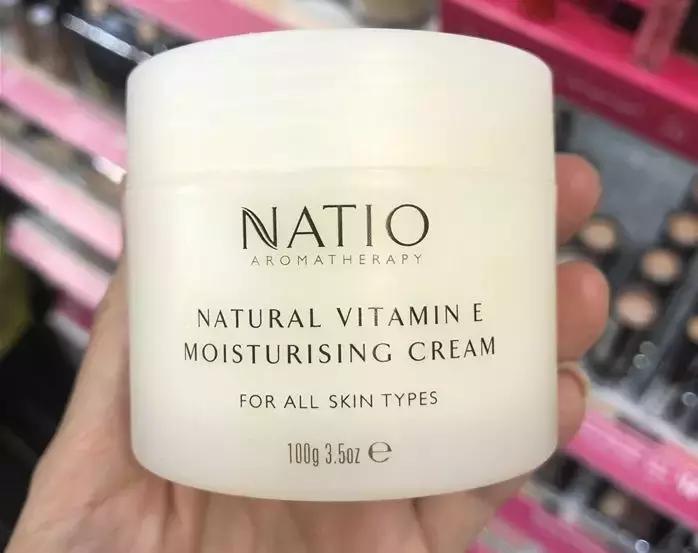 NATIO
AROMATHERAPY
NATURAL VITAMIN E
MOISTURISING CREAM
FOR ALL SKIN TYPES
100g 3.5oz ℮